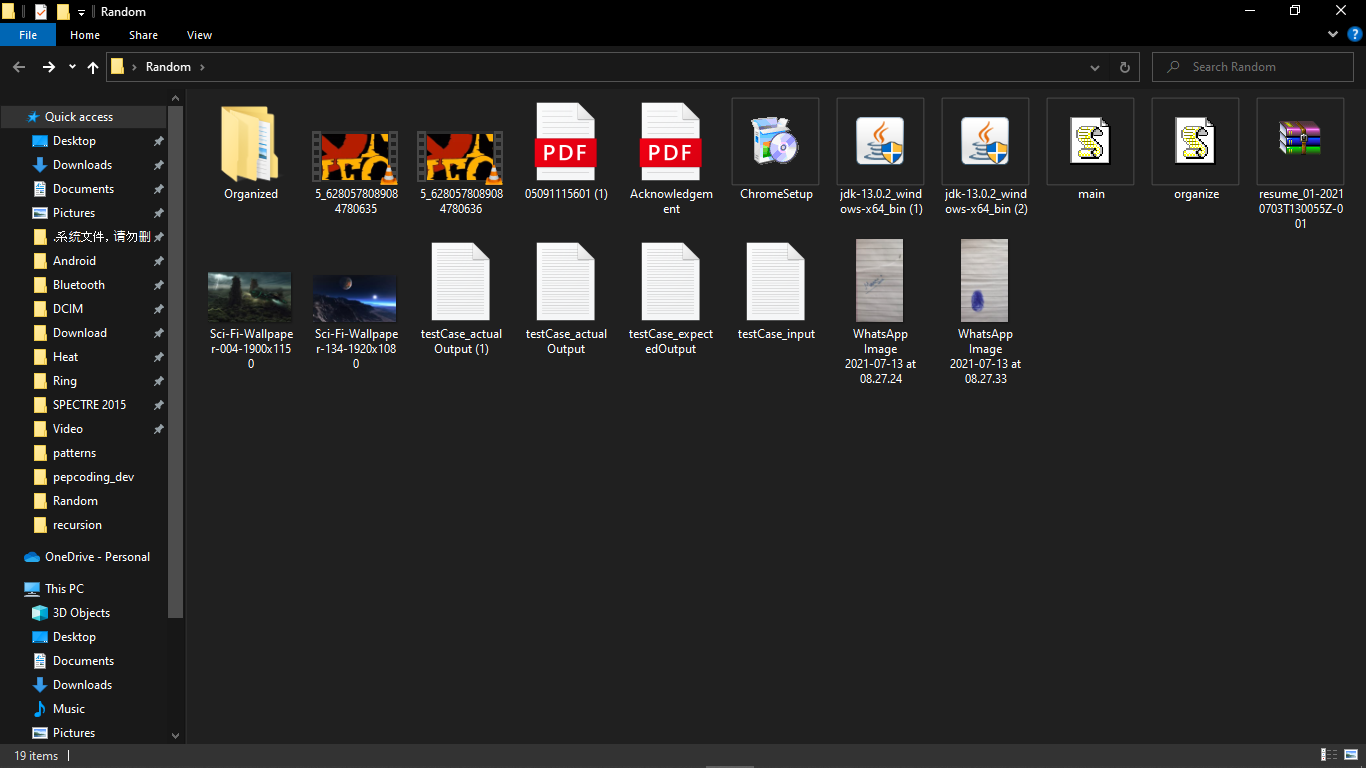 Random
File Home Share View
Random
Search Random
Quick access
Desktop
Downloads
Documents
Pictures
.系统文件, 请勿删
Android
Bluetooth
DCIM
Download
Heat
Ring
SPECTRE 2015
Video
patterns
pepcoding_dev
Random
recursion
OneDrive - Personal
This PC
3D Objects
Desktop
Documents
Downloads
Music
Pictures
Organized
5_628057808908
4780635
5_628057808908
4780636
PDF
05091115601 (1)
PDF
Acknowledgem
ent
ChromeSetup
jdk-13.0.2_wind
ows-x64_bin (1)
jdk-13.0.2_wind
ows-x64_bin (2)
main
organize
resume_01-2021
0703T130055Z-0
01
Sci-Fi-Wallpape
r-004-1900x115
0
Sci-Fi-Wallpape
r-134-1920x108
0
testCase_actual
Output (1)
testCase_actual
Output
testCase_expect
edOutput
testCase_input
WhatsApp
Image
2021-07-13 at
08.27.24
WhatsApp
Image
2021-07-13 at
08.27.33
19 items